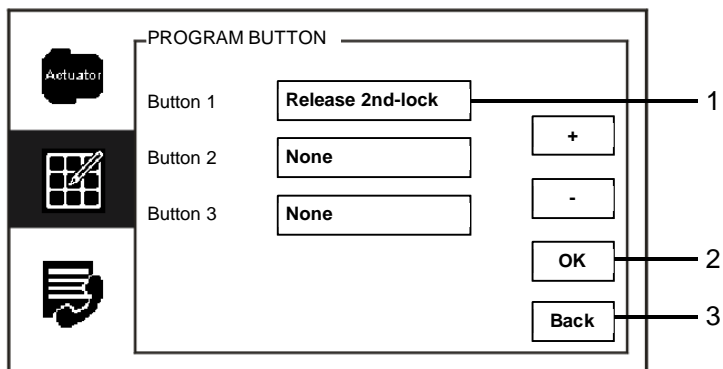 PROGRAM BUTTON
Actuator
Button 1 Release 2nd-lock 1
+
Button 2 None
-
Button 3 None
OK 2
Back 3